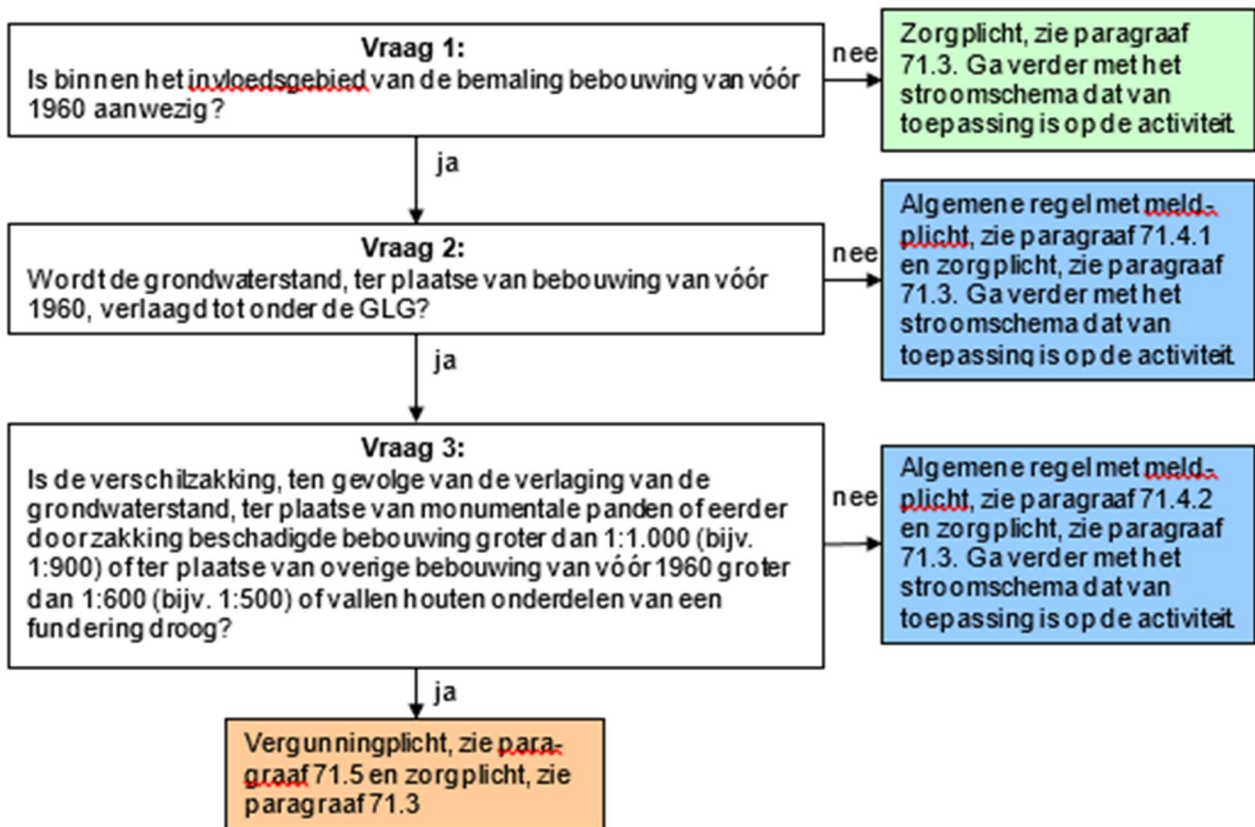 Vraag 1:
Is binnen het invloedsgebied van de bemaling bebouwing van vóór
1960 aanwezig?
nee
Zorgplicht, zie paragraaf
71.3. Ga verder met het
stroomschema dat van
toepassing is op de activiteit.
ja
Vraag 2:
Wordt de grondwaterstand, ter plaatse van bebouwing van vóór
1960, verlaagd tot onder de GLG?
nee
Algemene regel met meld-
plicht, zie paragraaf 71.4.1
en zorgplicht, zie paragraaf
71.3. Ga verder met het
stroomschema dat van
toepassing is op de activiteit.
ja
Vraag 3:
Is de verschilzakking, ten gevolge van de verlaging van de
grondwaterstand, ter plaatse van monumentale panden of eerder
door zakking beschadigde bebouwing groter dan 1:1.000 (bijv.
1:900) of ter plaatse van overige bebouwing van vóór 1960 groter
dan 1:600 (bijv. 1:500) of vallen houten onderdelen van een
fundering droog?
nee
Algemene regel met meld-
plicht, zie paragraaf 71.4.2
en zorgplicht, zie paragraaf
71.3. Ga verder met het
stroomschema dat van
toepassing is op de activiteit.
ja
Vergunningplicht, zie para-
graaf 71.5 en zorgplicht, zie
paragraaf 71.3